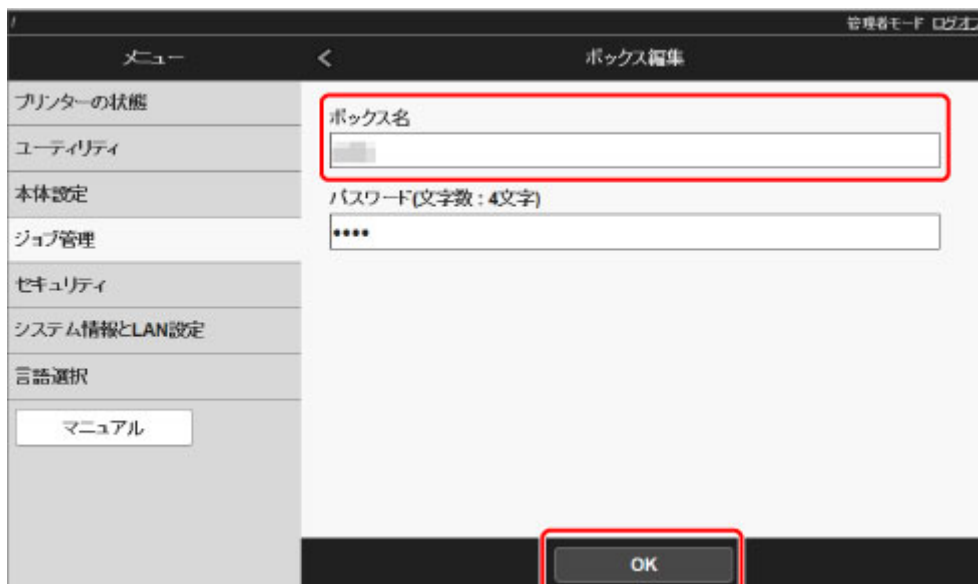 管理者モード ログオフ
メニュー
<
ボックス編集
プリンターの状態
ユーティリティ
本体設定
ジョブ管理
セキュリティ
システム情報とLAN設定
言語選択
マニュアル
ボックス名
パスワード(文字数 : 4文字)
••••
OK